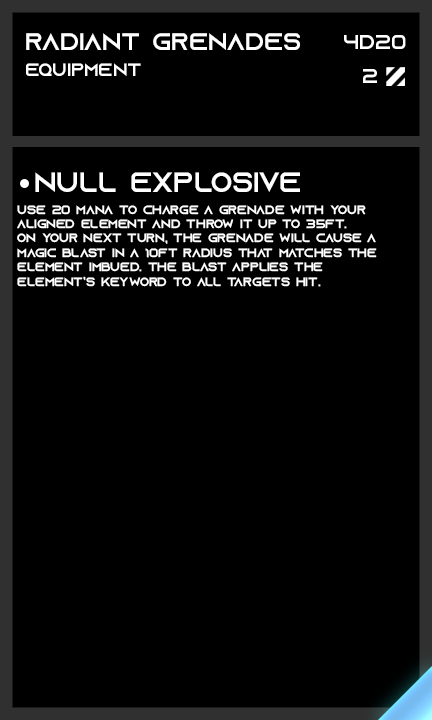 RADIANT GRENADES 4D20
EQUIPMENT 2
•NULL EXPLOSIVE
USE 20 MANA TO CHARGE A GRENADE WITH YOUR
ALIGNED ELEMENT AND THROW IT UP TO 35FT.
ON YOUR NEXT TURN, THE GRENADE WILL CAUSE A
MAGIC BLAST IN A 10FT RADIUS THAT MATCHES THE
ELEMENT IMBUED. THE BLAST APPLIES THE
ELEMENT'S KEYWORD TO ALL TARGETS HIT.